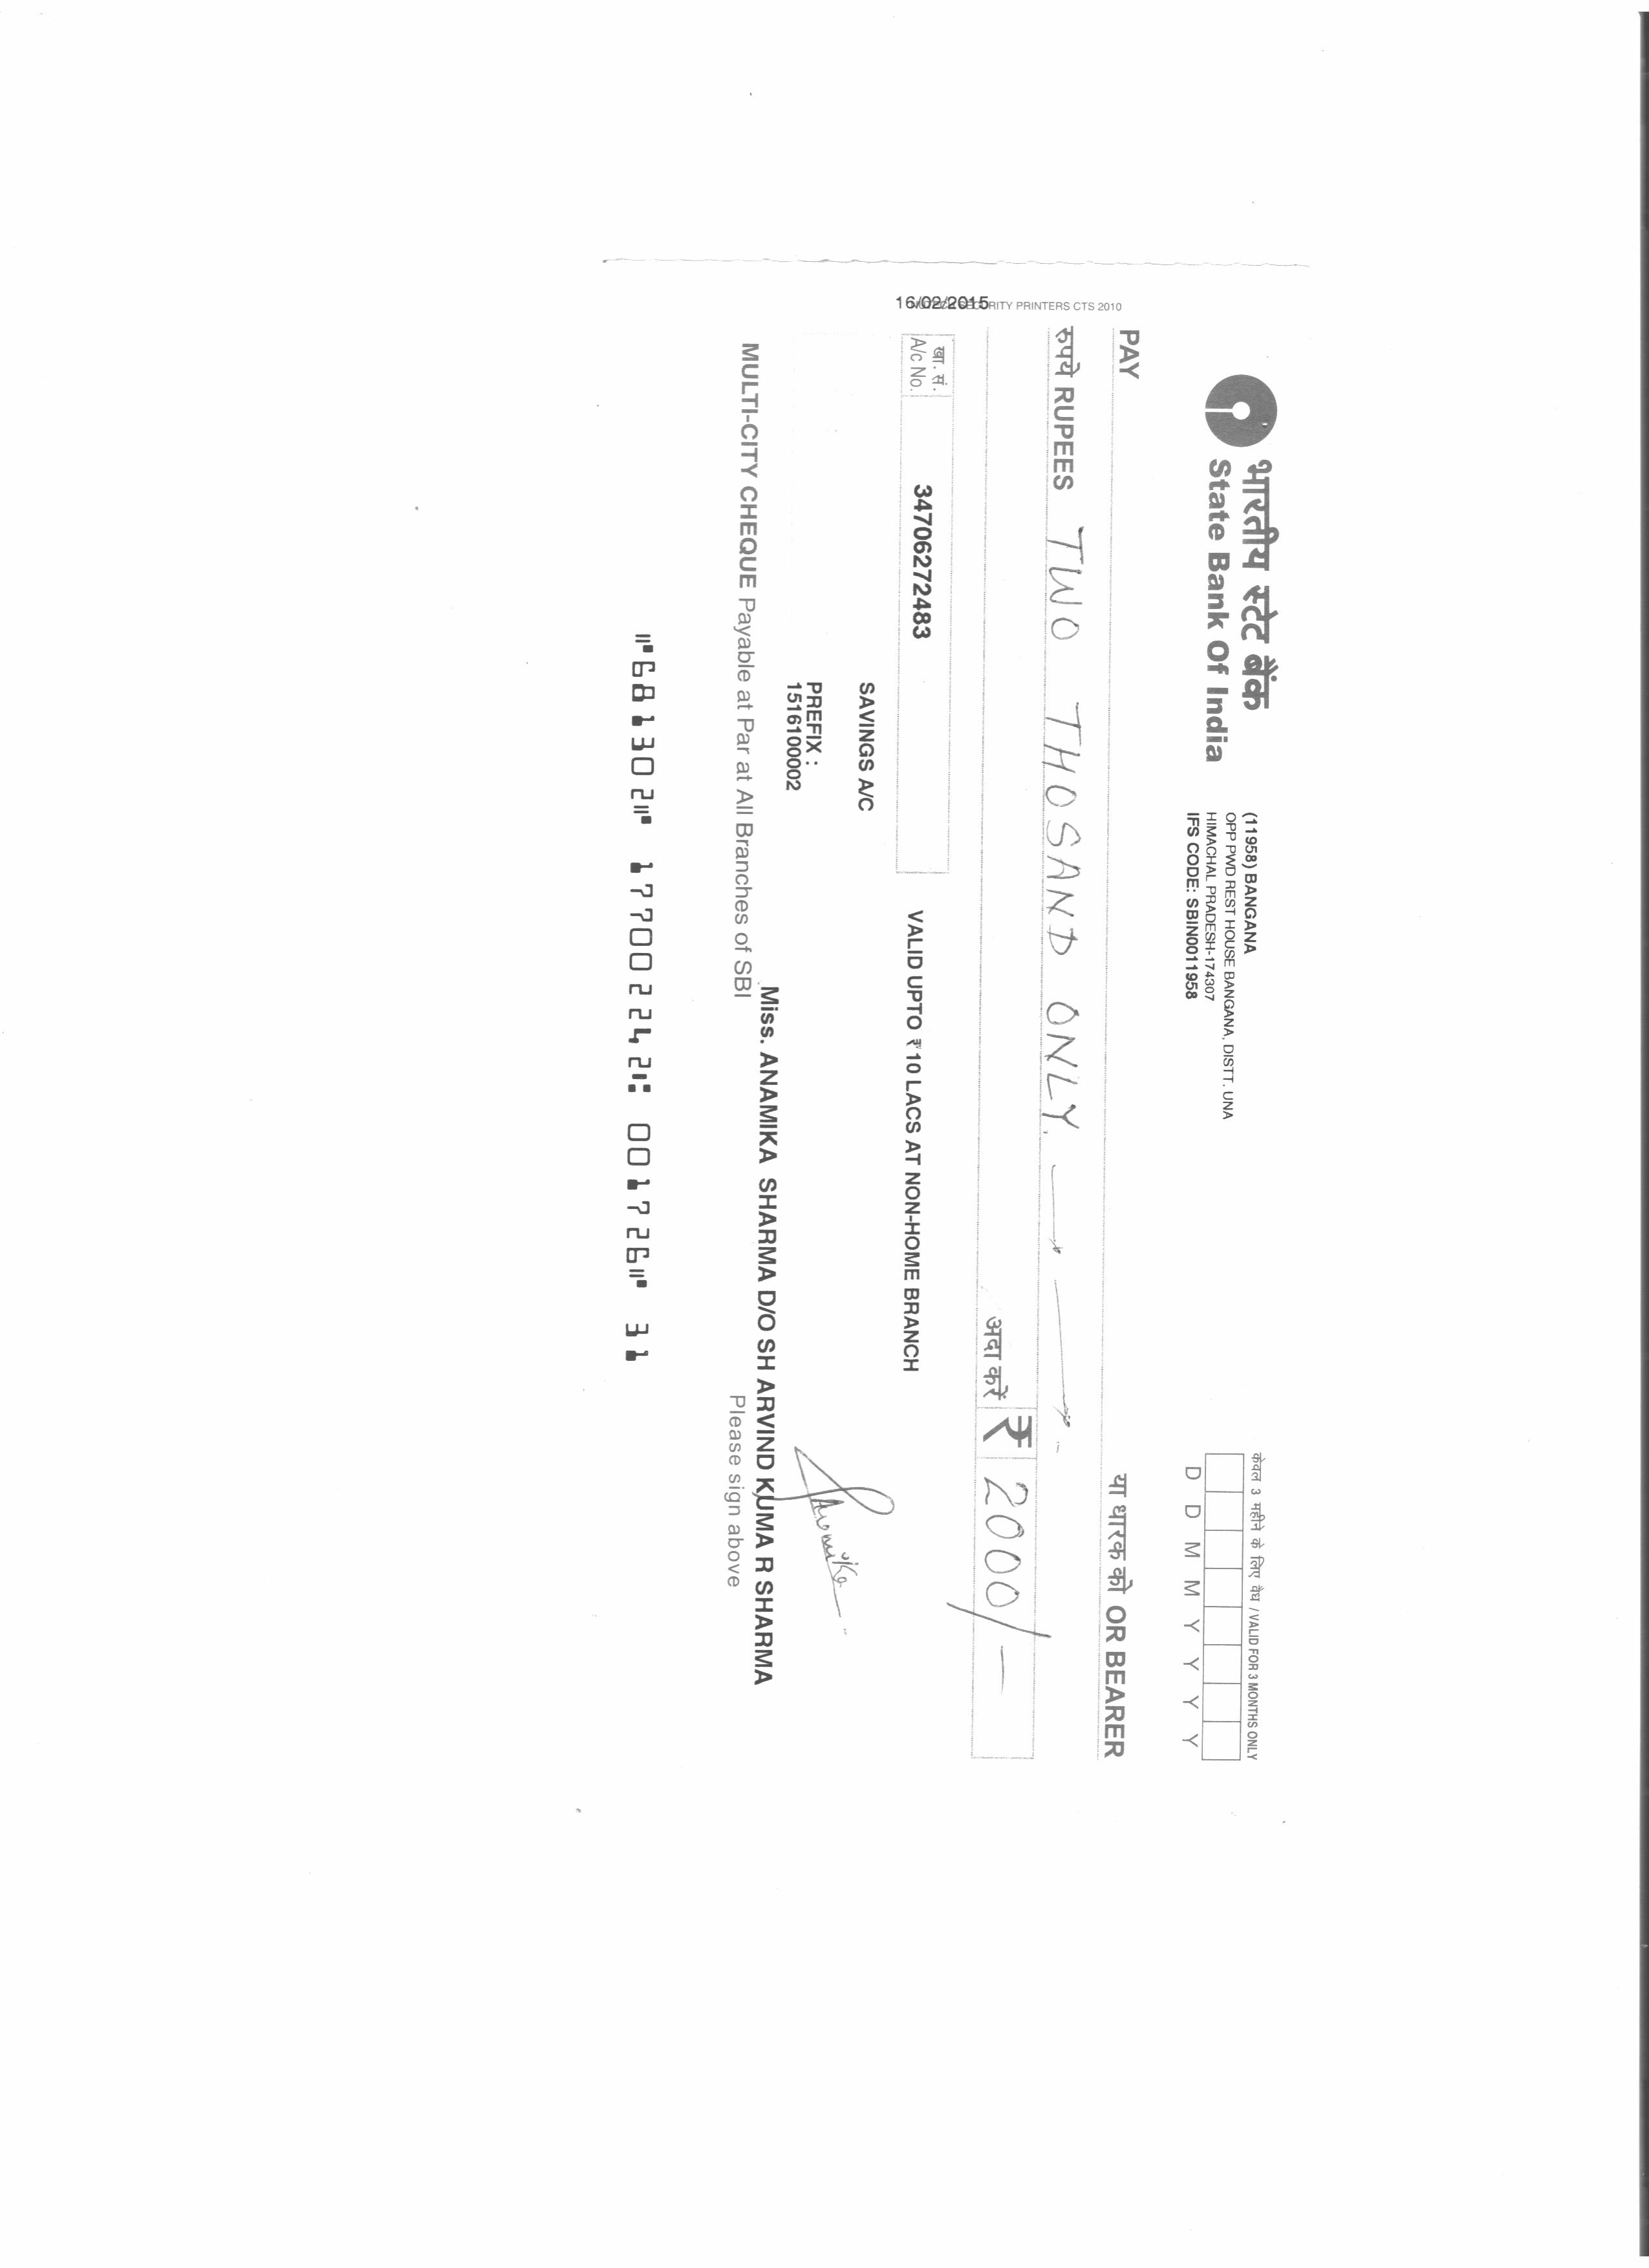 भारतीय स्टेट बैंक
State Bank Of India
(11958) BANGANA
OPP PWD REST HOUSE BANGANA, DISTT. UNA
HIMACHAL PRADESH-174307
IFS CODE: SBIN0011958
केवल 3 महीने के लिए वैध / VALID FOR 3 MONTHS ONLY
D D M M Y Y Y Y
PAY
या धारक को OR BEARER
रुपये RUPEES TWO THOSAND ONLY.
अदा करें ₹ 2000/-
खा. सं.
A/c No. 34706272483
VALID UPTO ₹ 10 LACS AT NON-HOME BRANCH
SAVINGS A/C
PREFIX :
1516100002
Anamika
Miss. ANAMIKA SHARMA D/O SH ARVIND KUMA R SHARMA
MULTI-CITY CHEQUE Payable at Par at All Branches of SBI
Please sign above
⑈681302⑈ 177002242⑆ 001726⑈ 31
16/02/2015
SECURITY PRINTERS CTS 2010